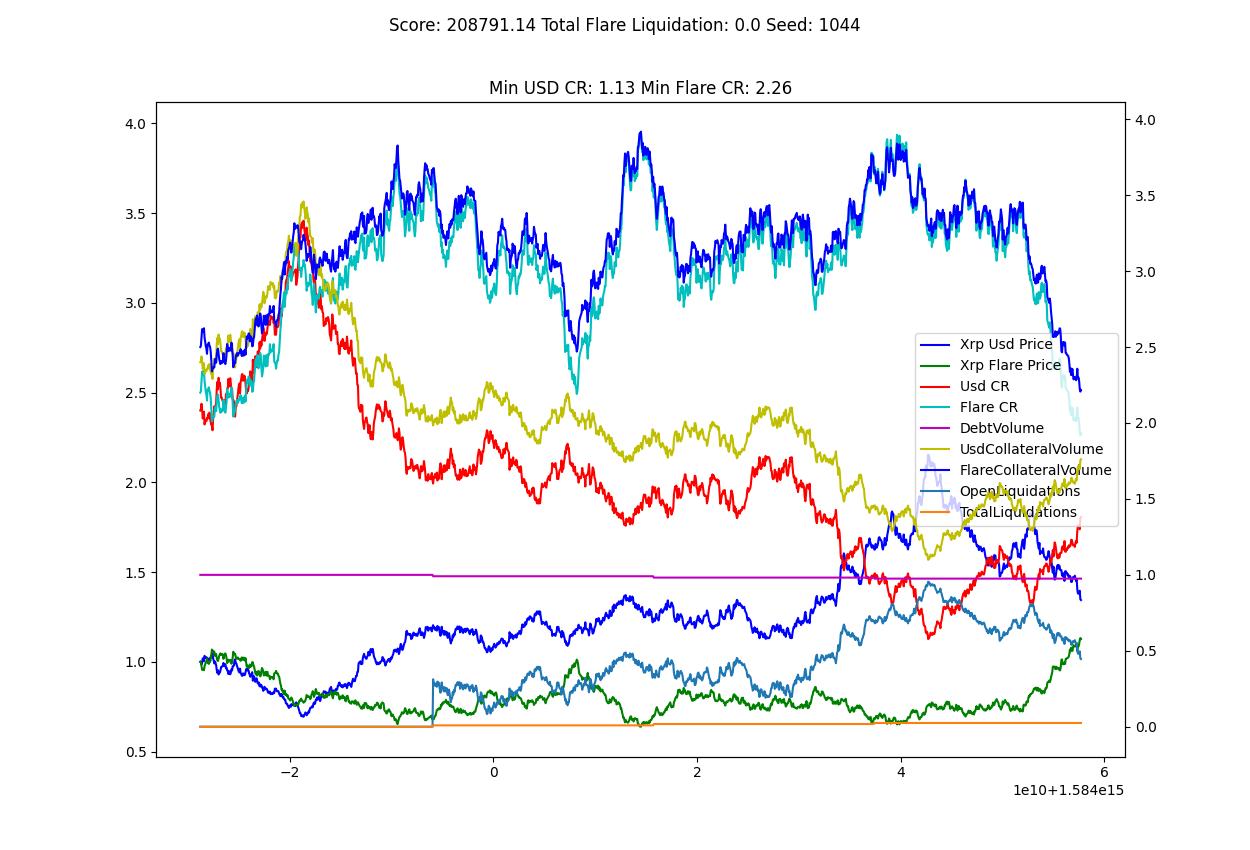 Score: 208791.14 Total Flare Liquidation: 0.0 Seed: 1044
Min USD CR: 1.13 Min Flare CR: 2.26
4.0
3.5
3.0
2.5
2.0
1.5
1.0
0.5
4.0
3.5
3.0
2.5
2.0
1.5
1.0
0.5
0.0
Xrp Usd Price
Xrp Flare Price
Usd CR
Flare CR
DebtVolume
UsdCollateralVolume
FlareCollateralVolume
OpenLiquidations
TotalLiquidations
−2 0 2 4 6
1e10+1.584e15